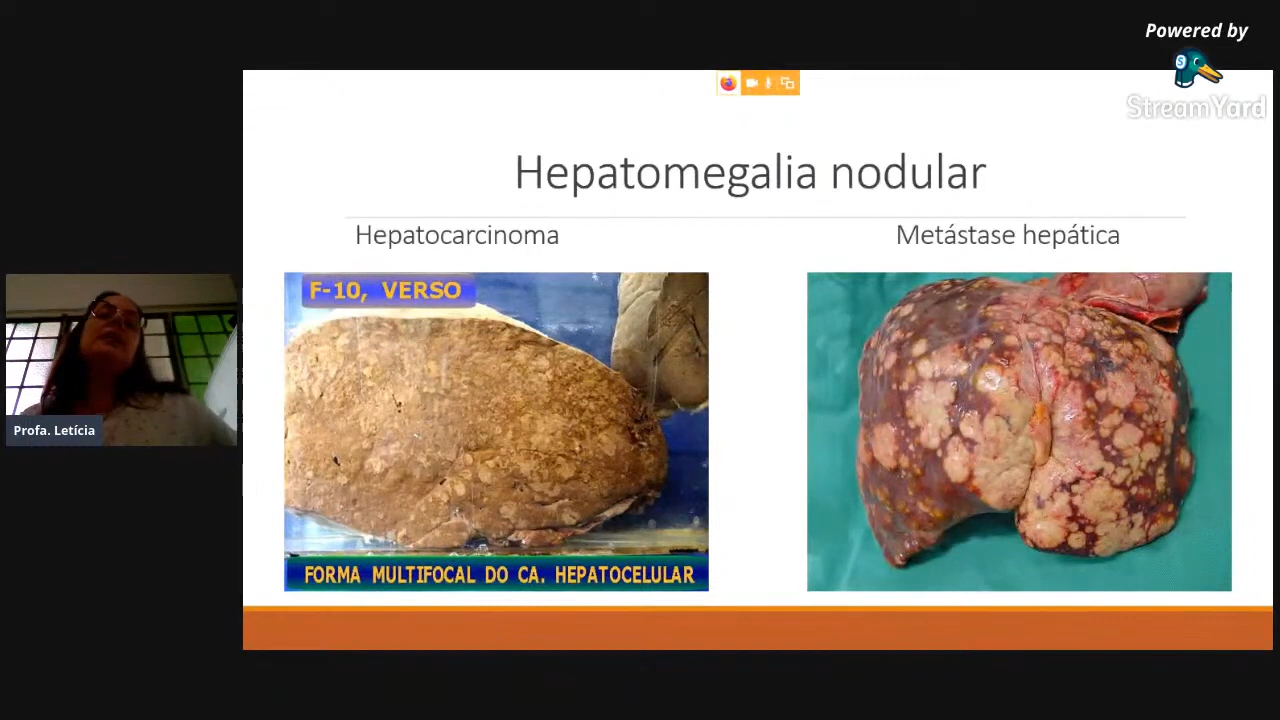 Powered by
StreamYard
Hepatomegalia nodular
Hepatocarcinoma
Metástase hepática
F-10, VERSO
FORMA MULTIFOCAL DO CA. HEPATOCELULAR
Profa. Letícia